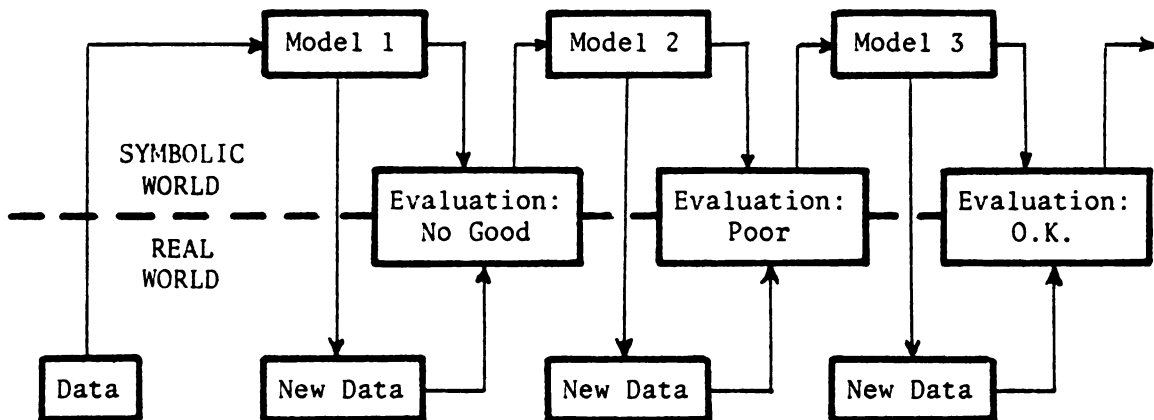 Model 1
Model 2
Model 3
SYMBOLIC
WORLD
Evaluation:
No Good
Evaluation:
Poor
Evaluation:
O.K.
REAL
WORLD
Data
New Data
New Data
New Data